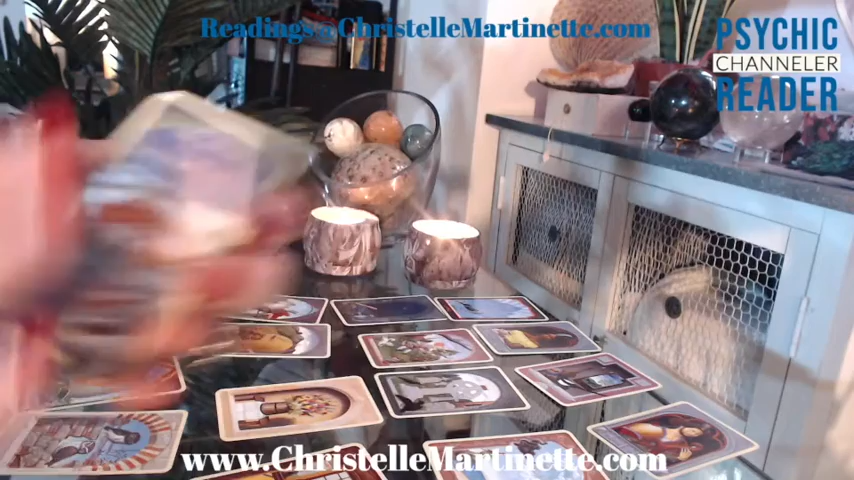 Readings@ChristelleMartinette.com
PSYCHIC
CHANNELER
READER
www.ChristelleMartinette.com